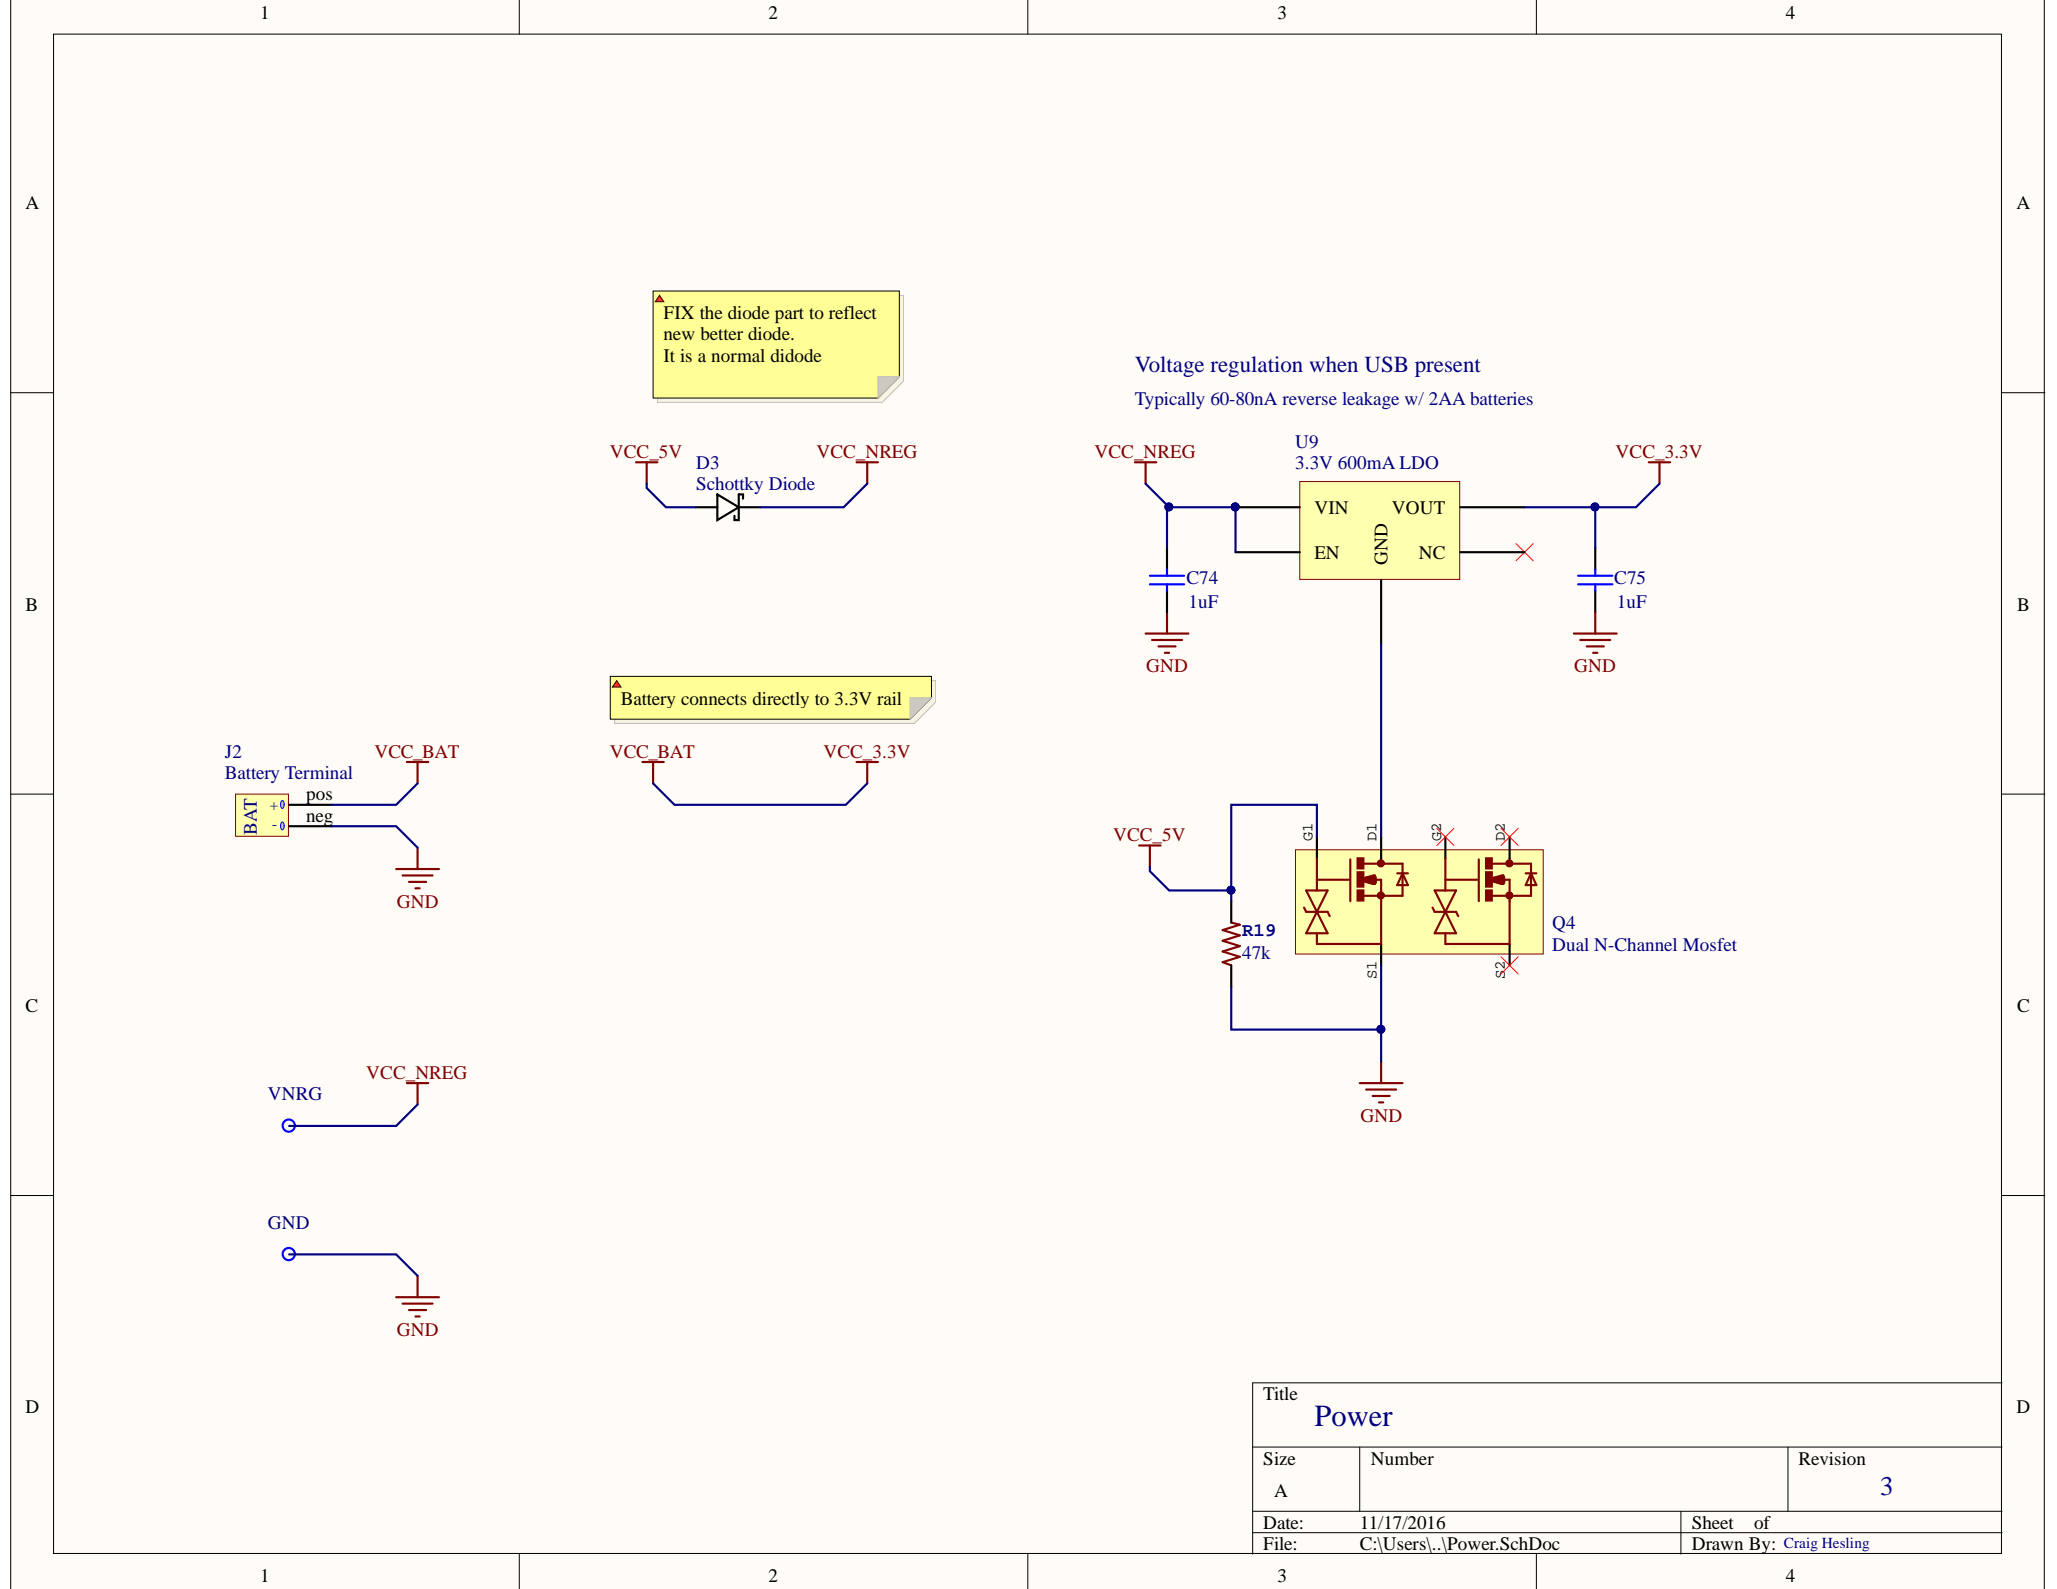 1 2 3 4
A A
FIX the diode part to reflect
new better diode.
It is a normal didode
Voltage regulation when USB present
Typically 60-80nA reverse leakage w/ 2AA batteries
VCC_5V
D3
Schottky Diode
VCC_NREG
VCC_NREG
U9
3.3V 600mA LDO
VIN
VOUT
EN
GND
NC
VCC_3.3V
C74
1uF
GND
C75
1uF
GND
B B
Battery connects directly to 3.3V rail
J2
Battery Terminal
VCC_BAT
BAT
+0
-0
pos
neg
GND
VCC_BAT
VCC_3.3V
VCC_5V
G1
D1
G2
D2
R19
47k
S1
S2
Q4
Dual N-Channel Mosfet
GND
C C
VNRG
VCC_NREG
GND
GND
D D
Title
Power
Size
A
Number
Revision
3
Date: 11/17/2016
Sheet of
File: C:\Users\..\Power.SchDoc
Drawn By: Craig Hesling
1 2 3 4